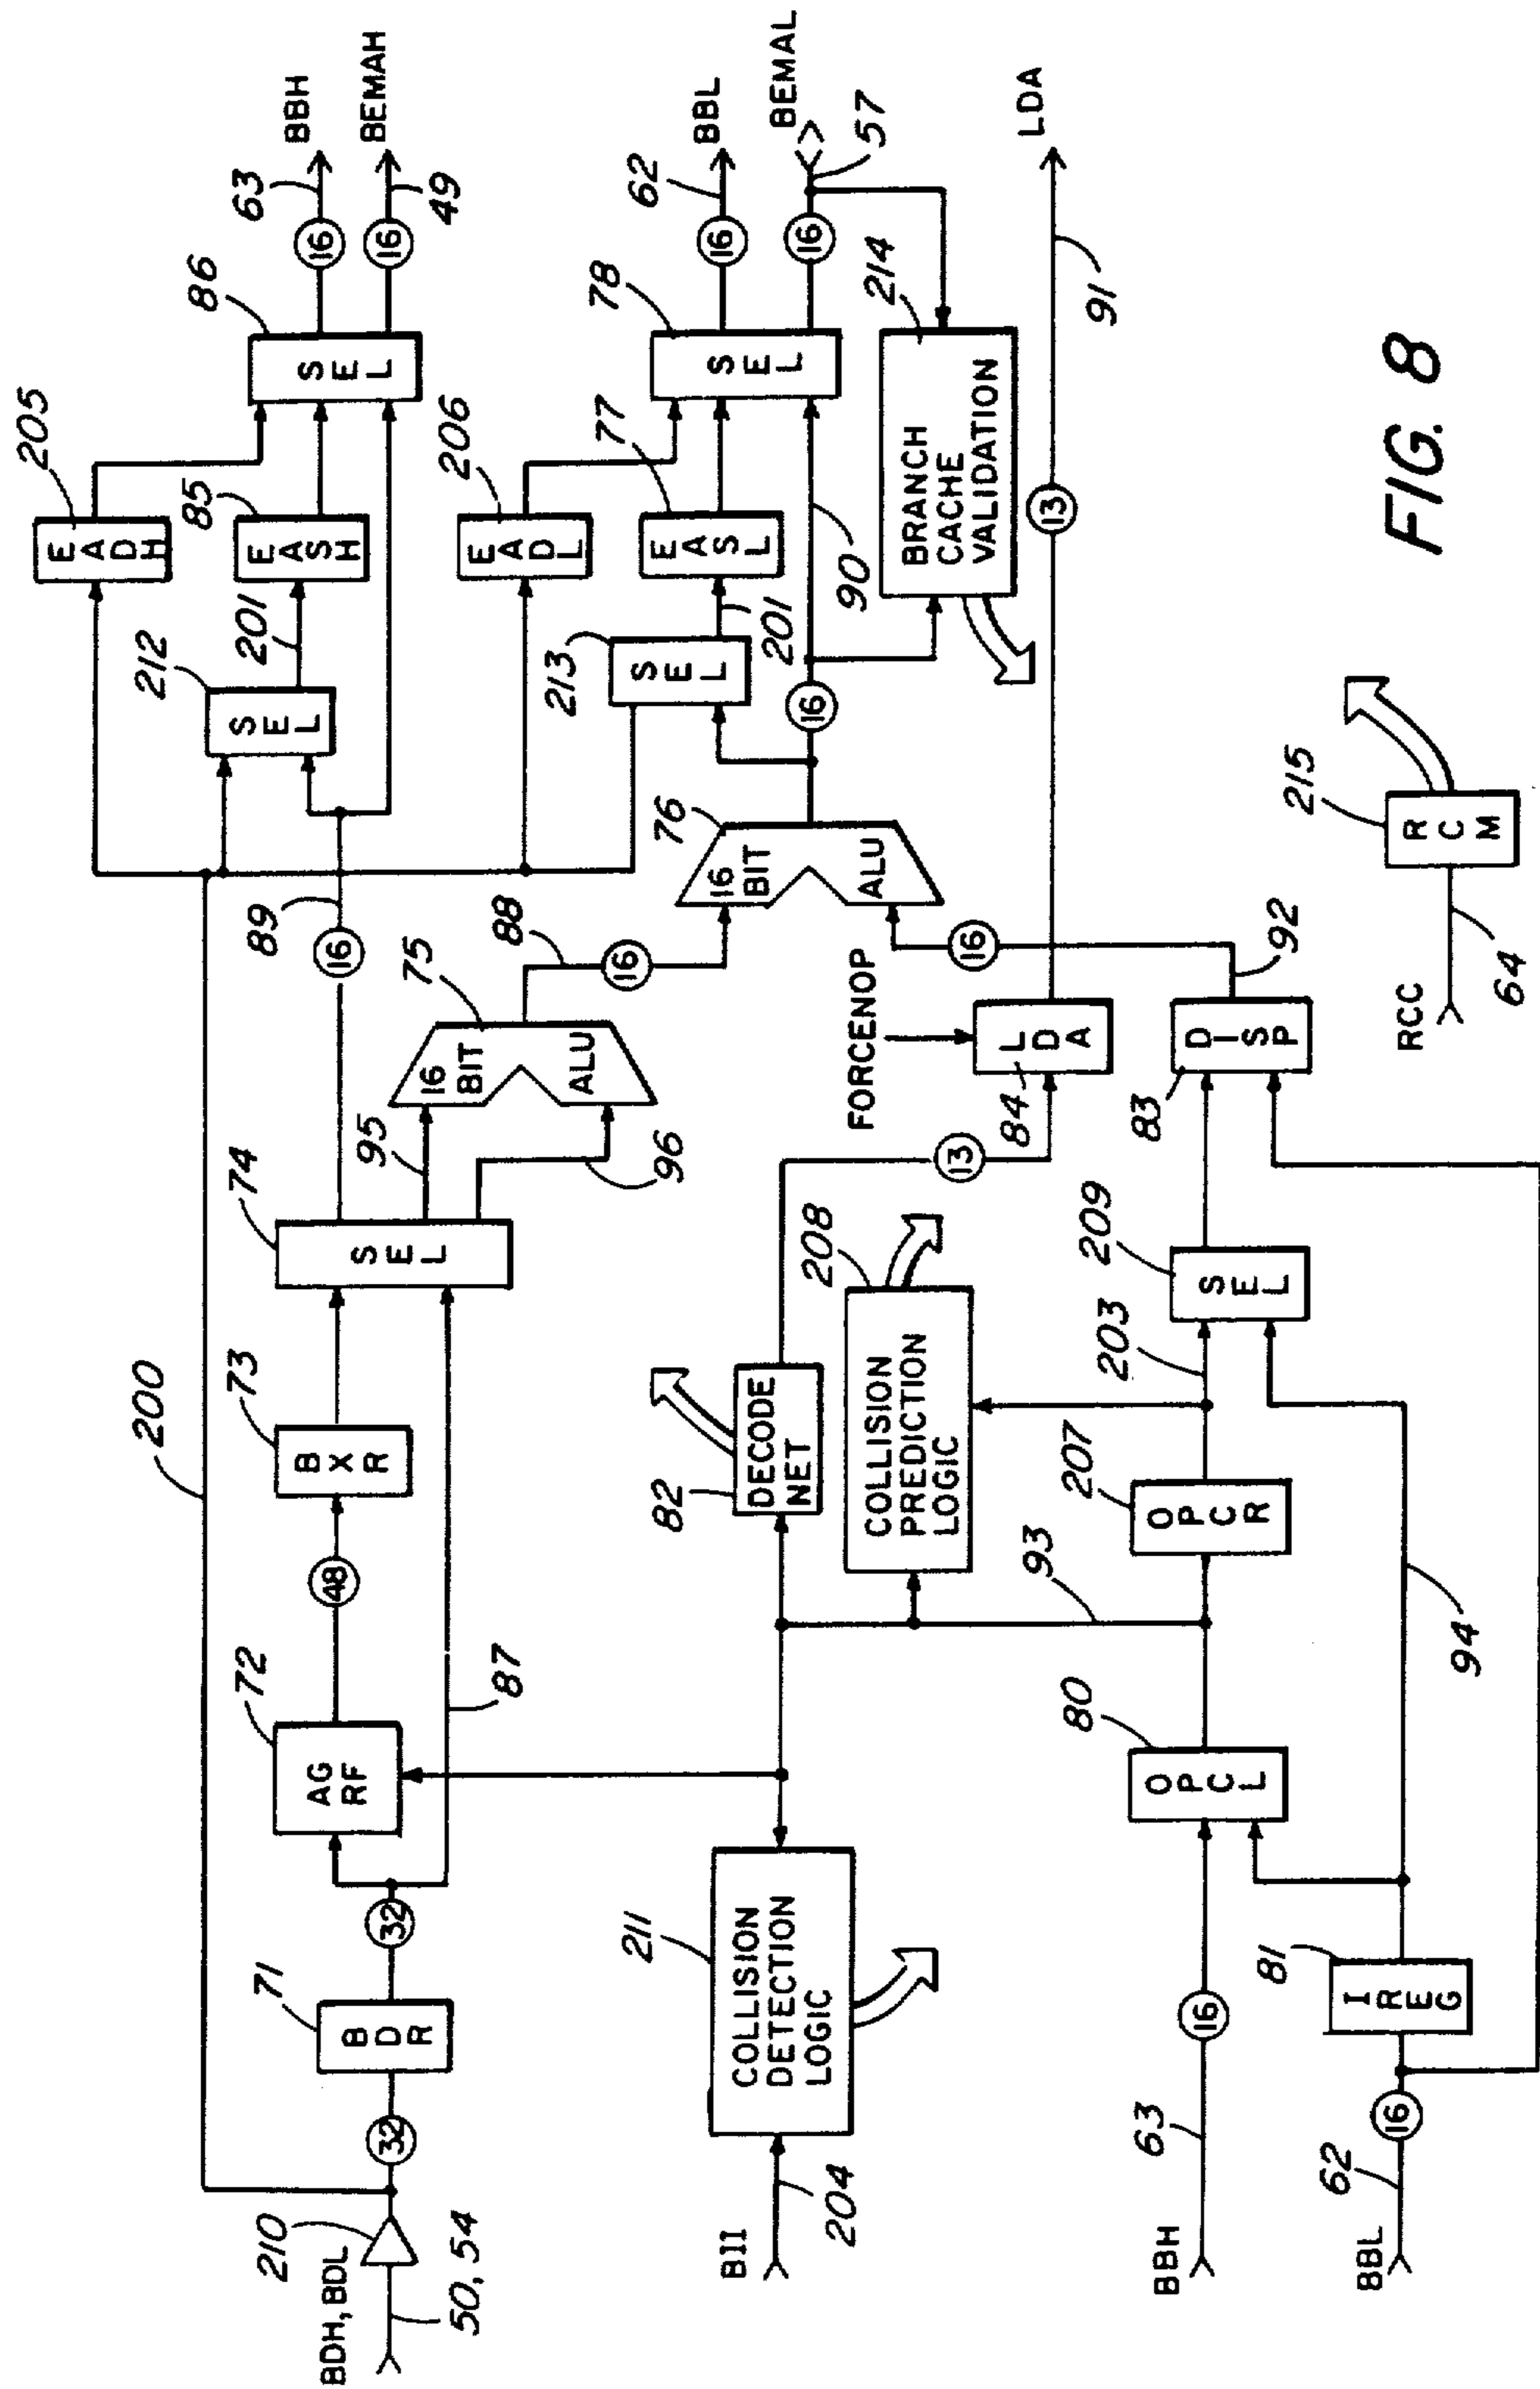 BDH, BDL
50, 54
210
200
32
71
BDR
32
72
AG
RF
87
48
73
BXR
74
SEL
95
96
89
16
75
16
BIT
ALU
88
16
212
SEL
201
205
EADH
85
EASH
86
SEL
16
63
BBH
16
49
BEMAH
76
16
BIT
ALU
213
SEL
201
206
EADL
77
EASL
78
SEL
16
62
BBL
16
BEMAL
57
16
90
214
BRANCH
CACHE
VALIDATION
BII
204
211
COLLISION
DETECTION
LOGIC
82
DECODE
NET
13
FORCENOP
84
LDA
13
91
LDA
208
COLLISION
PREDICTION
LOGIC
93
BBH
63
16
80
OPCL
207
OPCR
203
209
SEL
83
DISP
92
16
BBL
62
16
81
IREG
94
RCC
64
215
RCM
FIG. 8